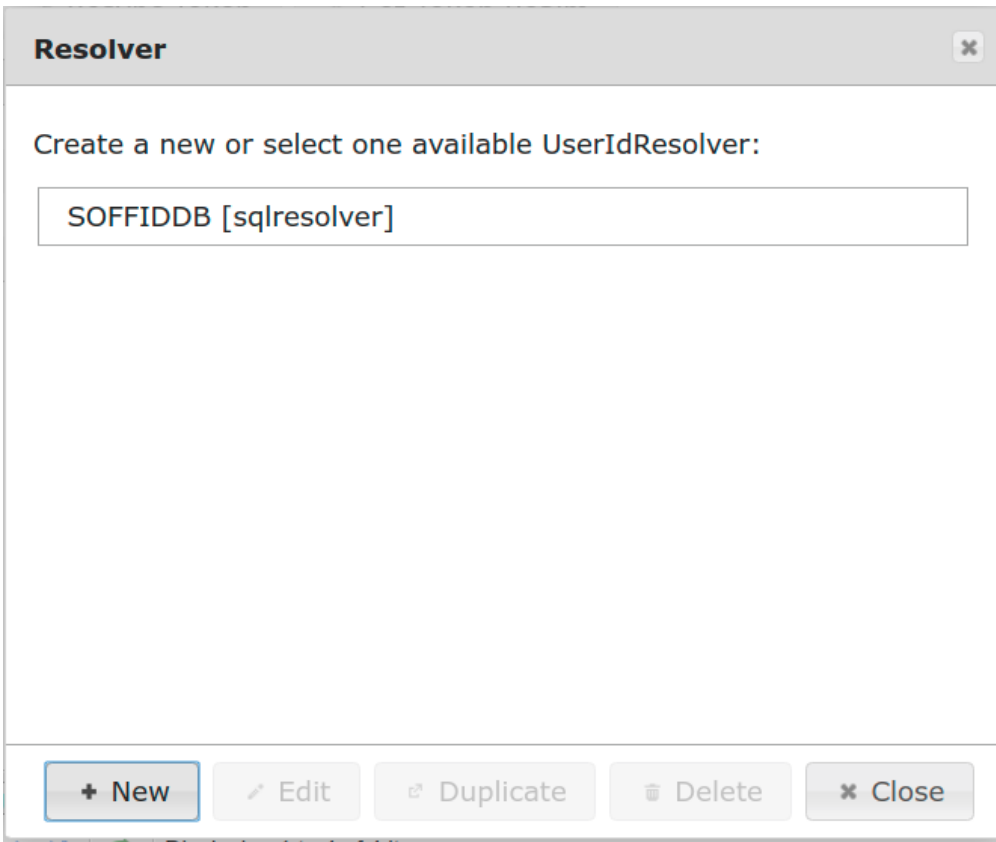 Resolver
Create a new or select one available UserIdResolver:
SOFFIDDB [sqlresolver]
New Edit Duplicate Delete Close